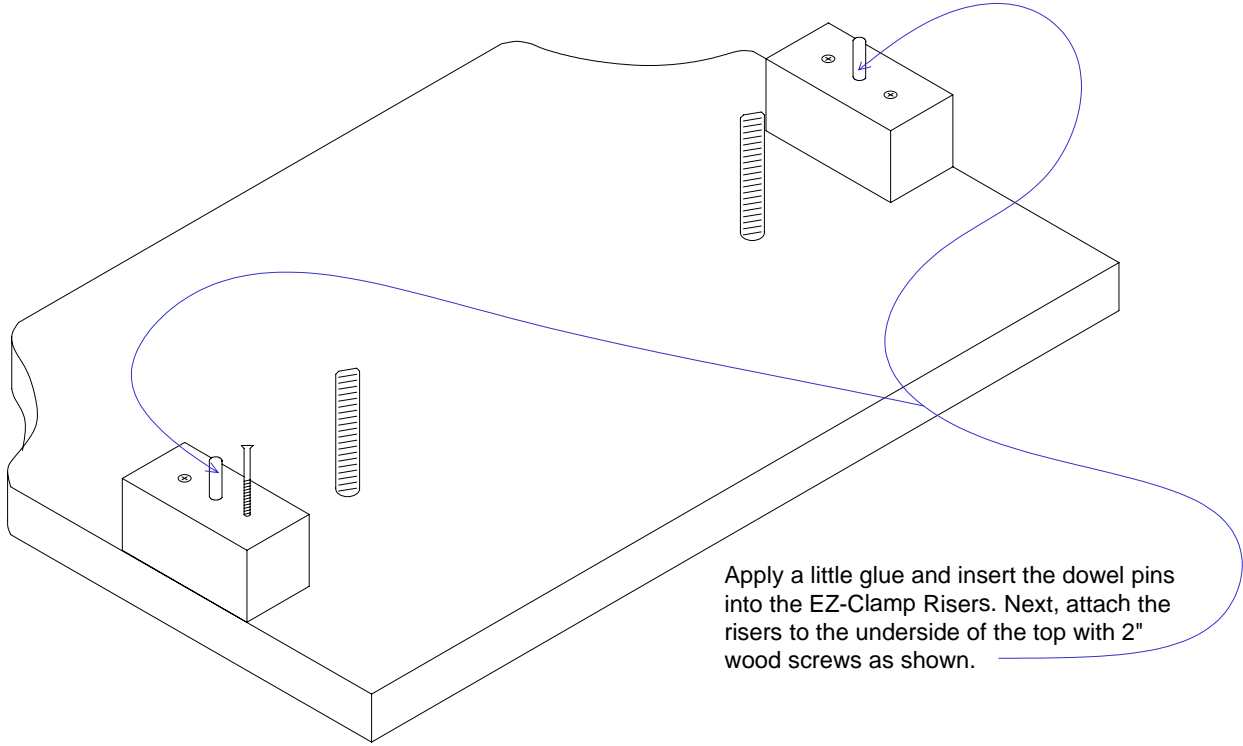 Apply a little glue and insert the dowel pins
into the EZ-Clamp Risers. Next, attach the
risers to the underside of the top with 2"
wood screws as shown.